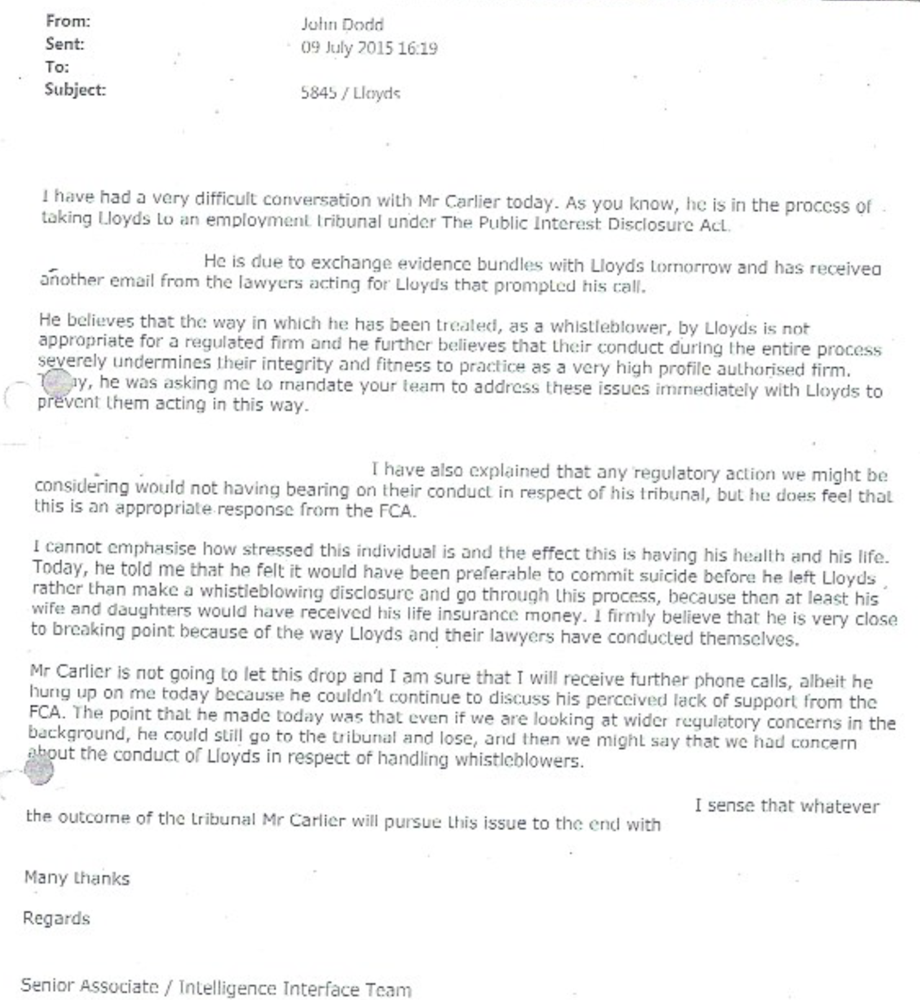 From: John Dodd
Sent: 09 July 2015 16:19
To:
Subject: 5845 / Lloyds
I have had a very difficult conversation with Mr Carlier today. As you know, he is in the process of
taking Lloyds to an employment tribunal under The Public Interest Disclosure Act.
He is due to exchange evidence bundles with Lloyds tomorrow and has received
another email from the lawyers acting for Lloyds that prompted his call.
He believes that the way in which he has been treated, as a whistleblower, by Lloyds is not
appropriate for a regulated firm and he further believes that their conduct during the entire process
severely undermines their integrity and fitness to practice as a very high profile authorised firm.
he was asking me to mandate your team to address these issues immediately with Lloyds to
prevent them acting in this way.
I have also explained that any regulatory action we might be
considering would not having bearing on their conduct in respect of his tribunal, but he does feel that
this is an appropriate response from the FCA.
I cannot emphasise how stressed this individual is and the effect this is having his health and his life.
Today, he told me that he felt it would have been preferable to commit suicide before he left Lloyds
rather than make a whistleblowing disclosure and go through this process, because then at least his
wife and daughters would have received his life insurance money. I firmly believe that he is very close
to breaking point because of the way Lloyds and their lawyers have conducted themselves.
Mr Carlier is not going to let this drop and I am sure that I will receive further phone calls, albeit he
hung up on me today because he couldn't continue to discuss his perceived lack of support from the
FCA. The point that he made today was that even if we are looking at wider regulatory concerns in the
background, he could still go to the tribunal and lose, and then we might say that we had concern
about the conduct of Lloyds in respect of handling whistleblowers.
I sense that whatever
the outcome of the tribunal Mr Carlier will pursue this issue to the end with
Many thanks
Regards
Senior Associate / Intelligence Interface Team